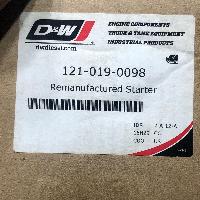 D&W
dwdiesel.com
ENGINE COMPONENTS
TRUCK & TANK EQUIPMENT
INDUSTRIAL PRODUCTS
121-019-0098
Remanufactured Starter